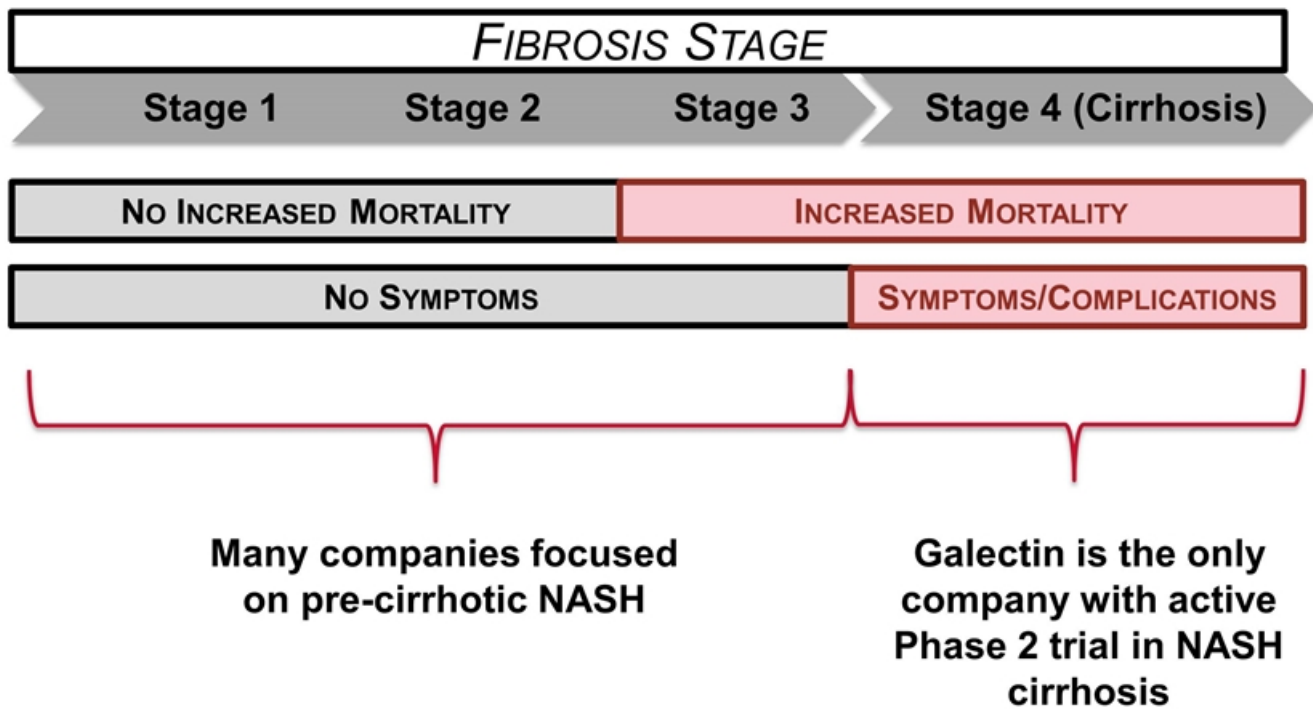 FIBROSIS STAGE
Stage 1 Stage 2 Stage 3 Stage 4 (Cirrhosis)
NO INCREASED MORTALITY INCREASED MORTALITY
NO SYMPTOMS SYMPTOMS/COMPLICATIONS
Many companies focused
on pre-cirrhotic NASH
Galectin is the only
company with active
Phase 2 trial in NASH
cirrhosis